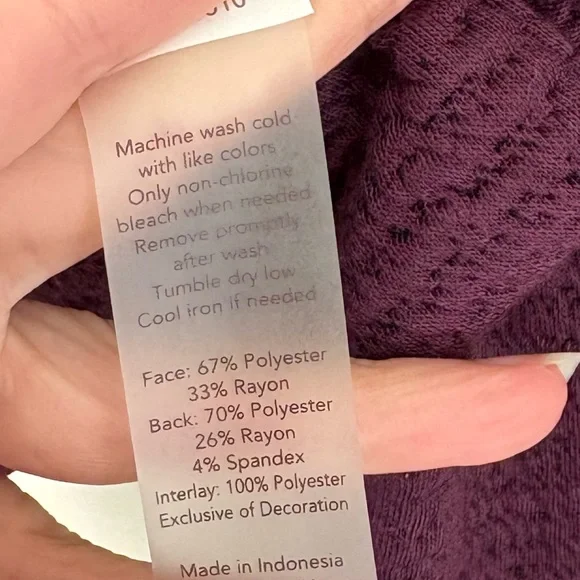 Machine wash cold
with like colors
Only non-chlorine
bleach when needed
Remove promptly
after wash
Tumble dry low
Cool iron if needed
Face: 67% Polyester
33% Rayon
Back: 70% Polyester
26% Rayon
4% Spandex
Interlay: 100% Polyester
Exclusive of Decoration
Made in Indonesia